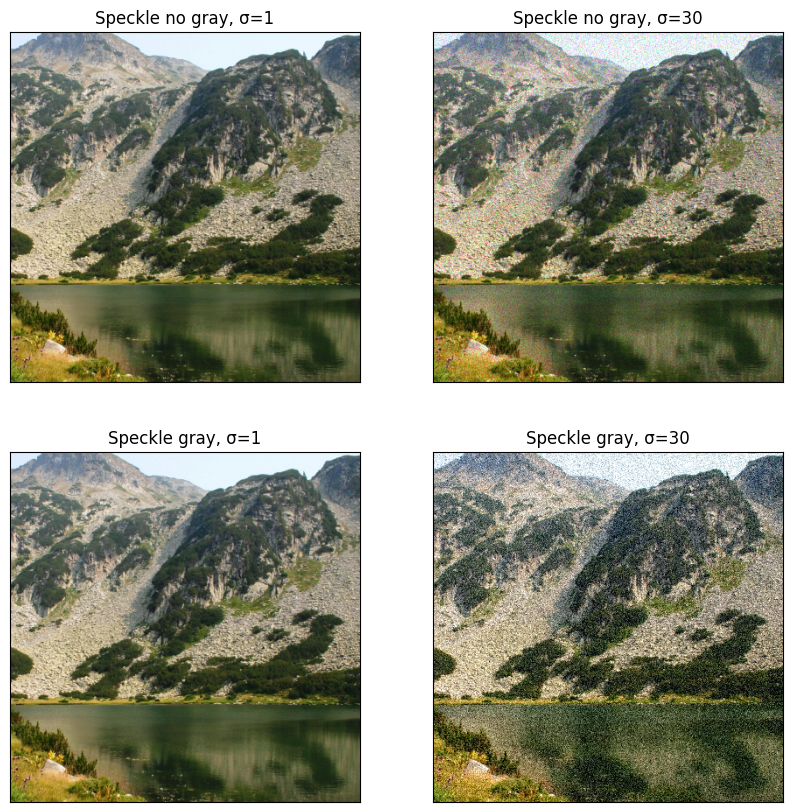 Speckle no gray, σ=1
Speckle no gray, σ=30
Speckle gray, σ=1
Speckle gray, σ=30